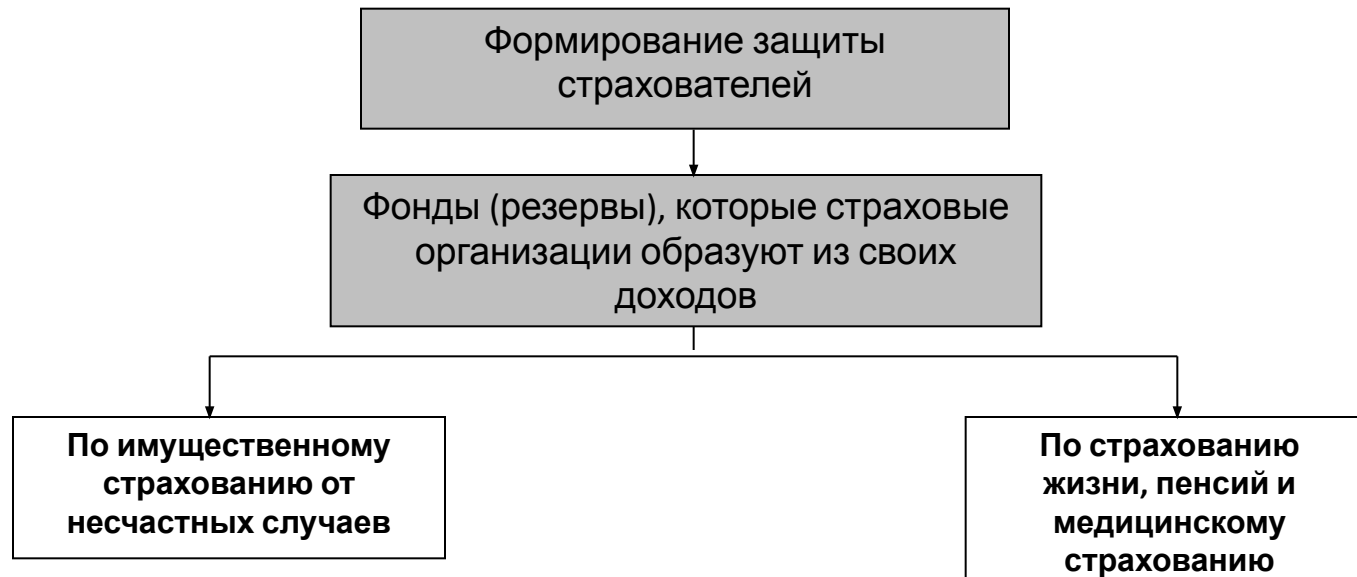 Формирование защиты
страхователей
Фонды (резервы), которые страховые
организации образуют из своих
доходов
По имущественному
страхованию от
несчастных случаев
По страхованию
жизни, пенсий и
медицинскому
страхованию